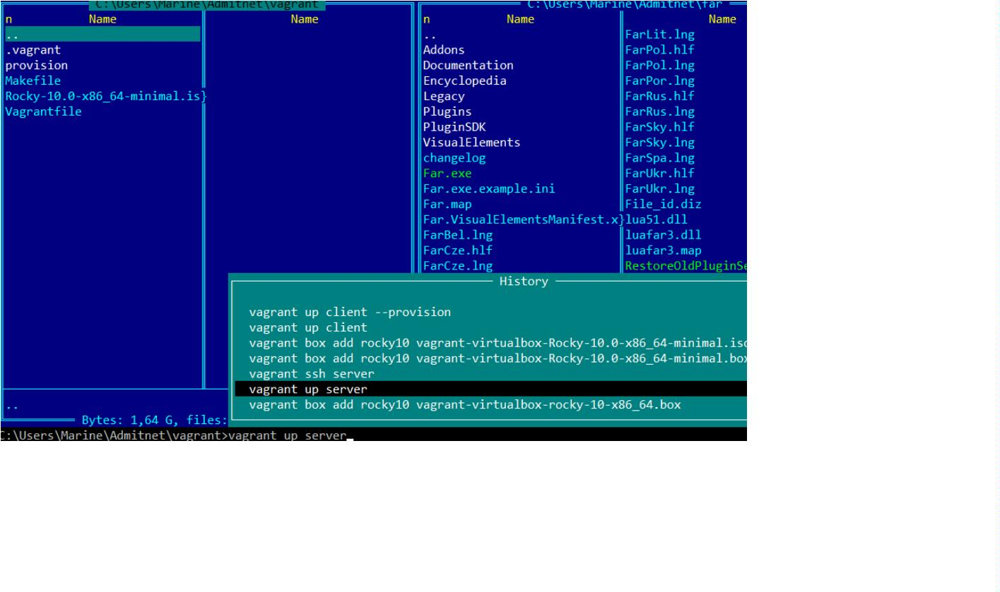 C:\Users\Marine\Admitnet\vagrant
n Name Name
..
.vagrant
provision
Makefile
Rocky-10.0-x86_64-minimal.is}
Vagrantfile
..
Bytes: 1,64 G, files:
C:\Users\Marine\Admitnet\far
n Name Name
..
Addons
Documentation
Encyclopedia
Legacy
Plugins
PluginSDK
VisualElements
changelog
Far.exe
Far.exe.example.ini
Far.map
Far.VisualElementsManifest.x}
FarBel.lng
FarCze.hlf
FarCze.lng
FarLit.lng
FarPol.hlf
FarPol.lng
FarPor.lng
FarRus.hlf
FarRus.lng
FarSky.hlf
FarSky.lng
FarSpa.lng
FarUkr.hlf
FarUkr.lng
File_id.diz
lua51.dll
luafar3.dll
luafar3.map
RestoreOldPluginSe
History
vagrant up client --provision
vagrant up client
vagrant box add rocky10 vagrant-virtualbox-Rocky-10.0-x86_64-minimal.iso
vagrant box add rocky10 vagrant-virtualbox-Rocky-10.0-x86_64-minimal.box
vagrant ssh server
vagrant up server
vagrant box add rocky10 vagrant-virtualbox-rocky-10-x86_64.box
C:\Users\Marine\Admitnet\vagrant>vagrant up server